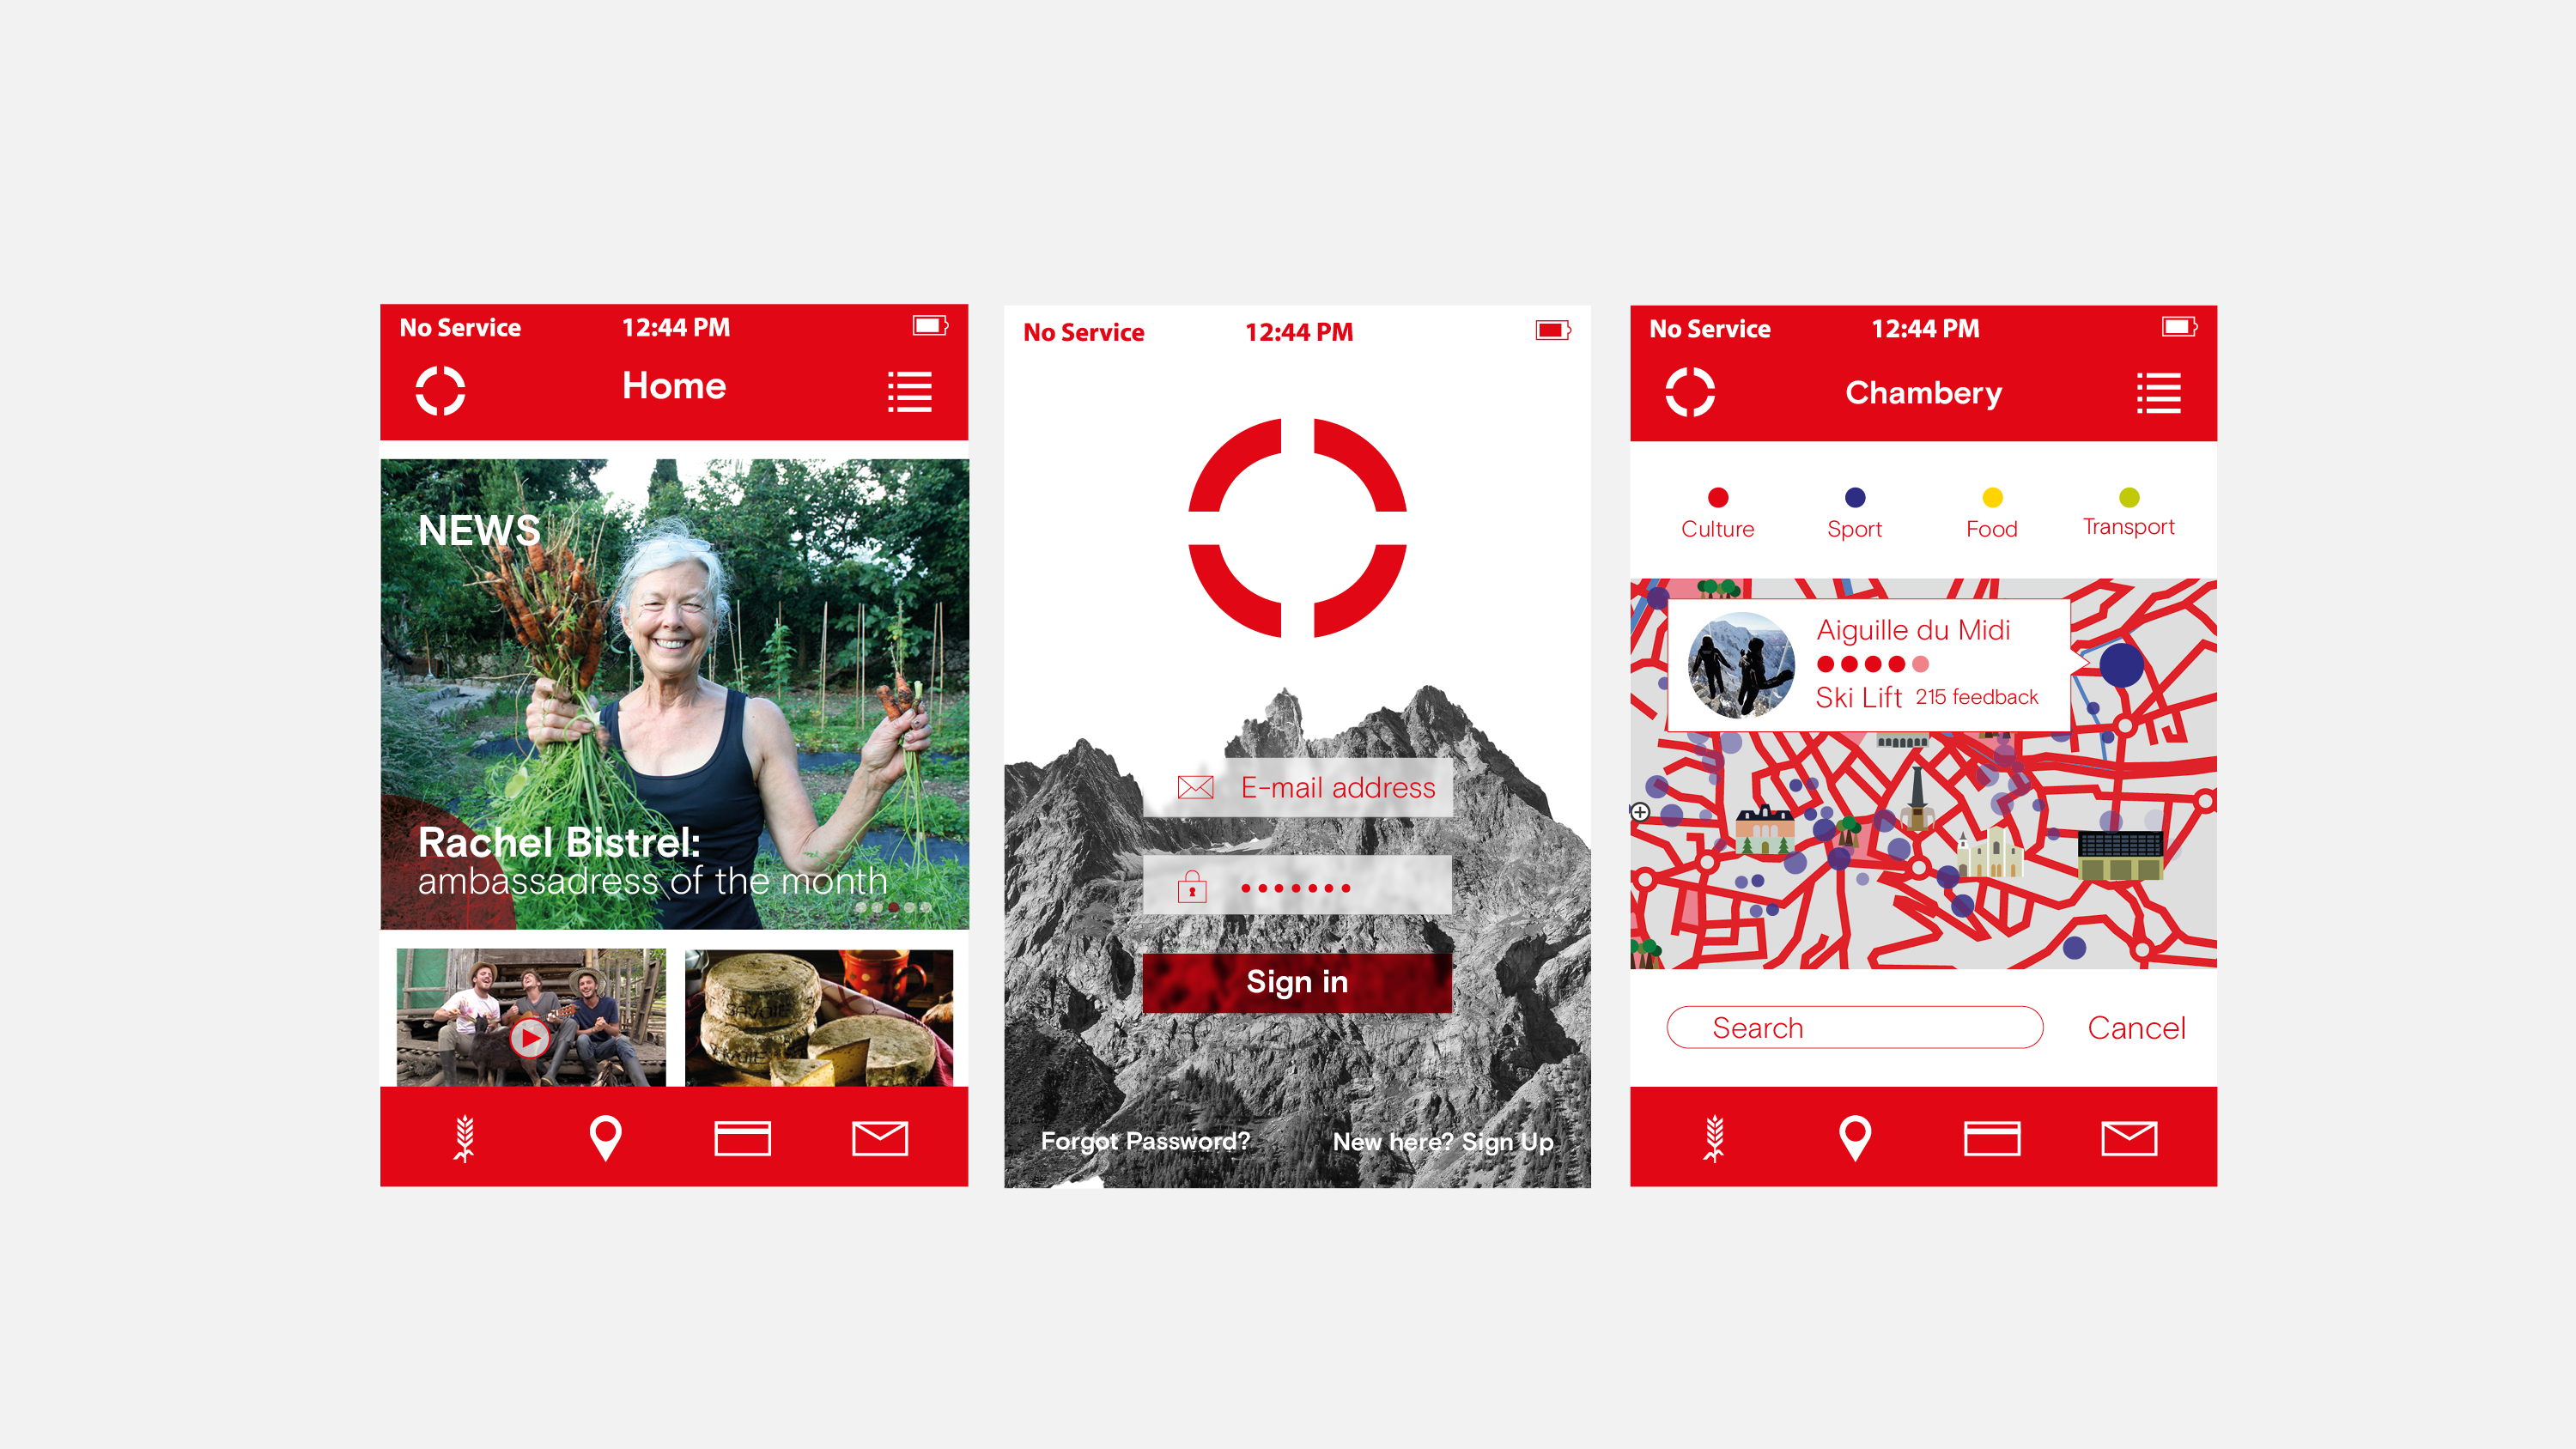 No Service 12:44 PM
Home
NEWS
Rachel Bistrel:
ambassadress of the month
SAVOIE
No Service 12:44 PM
E-mail address
Sign in
Forgot Password? New here? Sign Up
No Service 12:44 PM
Chambery
Culture Sport Food Transport
Aiguille du Midi
Ski Lift 215 feedback
Search Cancel